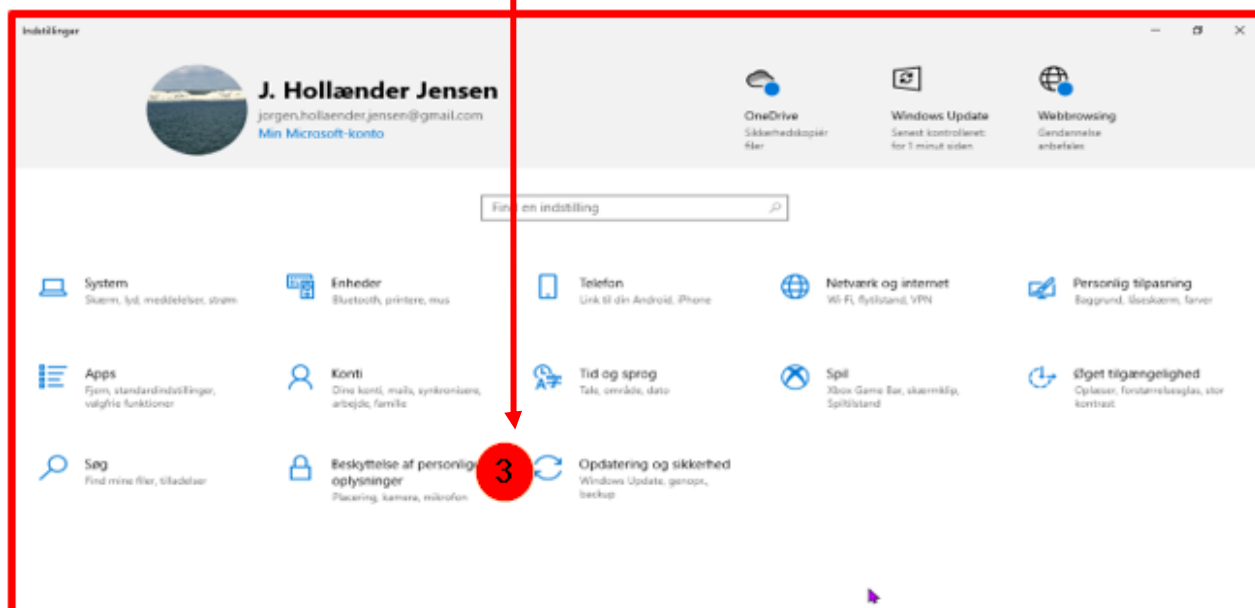 Indstillinger
J. Hollænder Jensen
jorgen.hollaender.jensen@gmail.com
Min Microsoft-konto
OneDrive
Sikkerhedskopiér
filer
Windows Update
Senest kontrolleret:
for 1 minut siden
Webbrowsing
Gendannelse
anbefales
Find en indstilling
System
Skærm, lyd, meddelelser, strøm
Enheder
Bluetooth, printere, mus
Telefon
Link til din Android, iPhone
Netværk og internet
Wi-Fi, flytilstand, VPN
Personlig tilpasning
Baggrund, låseskærm, farver
Apps
Fjern, standardindstillinger,
valgfrie funktioner
Konti
Dine konti, mails, synkronisere,
arbejde, familie
Tid og sprog
Tale, område, dato
Spil
Xbox Game Bar, skærmklip,
Spiltilstand
Øget tilgængelighed
Oplæser, forstørrelsesglas, stor
kontrast
Søg
Find mine filer, tilladelser
Beskyttelse af personlige
oplysninger
Placering, kamera, mikrofon
3
Opdatering og sikkerhed
Windows Update, genopr.,
backup